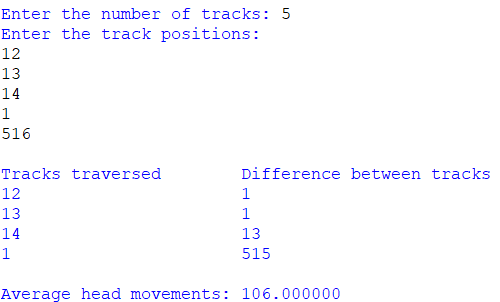 Enter the number of tracks: 5
Enter the track positions:
12
13
14
1
516
Tracks traversed Difference between tracks
12 1
13 1
14 13
1 515
Average head movements: 106.000000